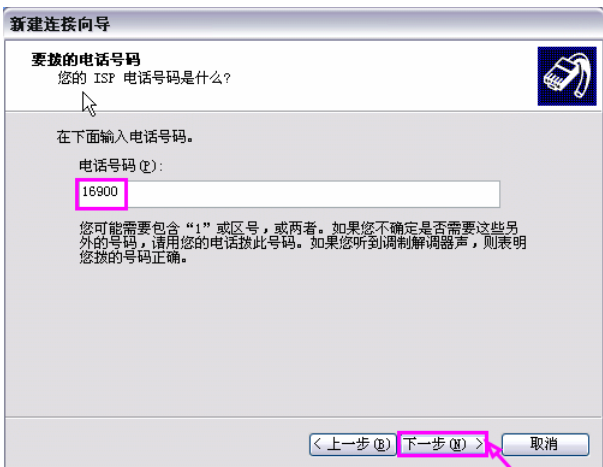 新建连接向导
要拨的电话号码
您的 ISP 电话号码是什么?
在下面输入电话号码。
电话号码(P):
16900
您可能需要包含“1”或区号，或两者。如果您不确定是否需要这些另
外的号码，请用您的电话拨此号码。如果您听到调制解调器声，则表明
您拨的号码正确。
< 上一步(B) 下一步(N) > 取消